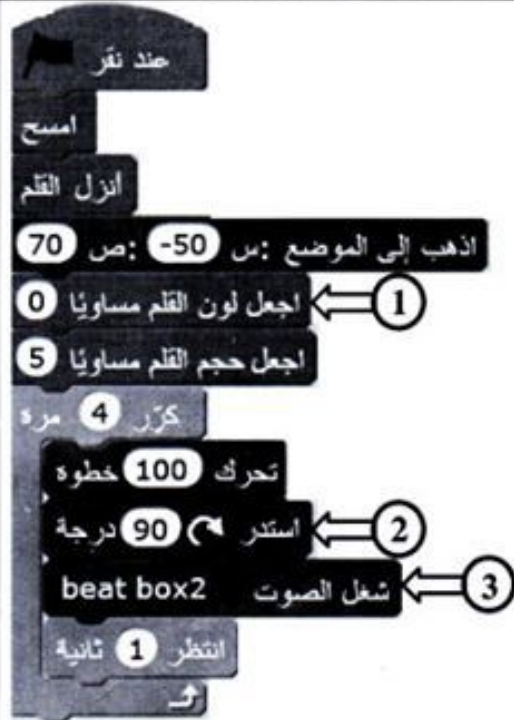 عند نقر
امسح
أنزل القلم
اذهب إلى الموضع :س -50 :ص 70
اجعل لون القلم مساويًا 0 1
اجعل حجم القلم مساويًا 5
كرّر 4 مرة
تحرك 100 خطوة
استدر 90 درجة 2
شغل الصوت beat box2 3
انتظر 1 ثانية